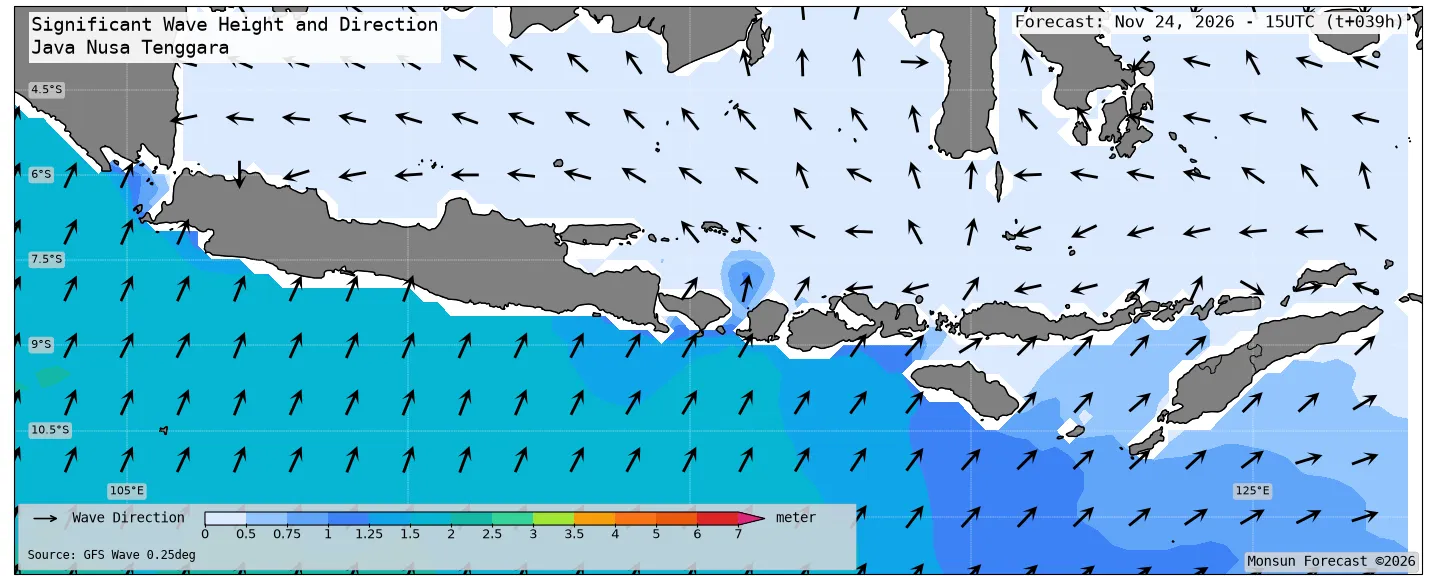 Significant Wave Height and Direction
Java Nusa Tenggara
Forecast: Nov 24, 2026 - 15UTC (t+039h)
4.5°S
6°S
7.5°S
9°S
10.5°S
105°E
125°E
Wave Direction
meter
0 0.5 0.75 1 1.25 1.5 2 2.5 3 3.5 4 5 6 7
Source: GFS Wave 0.25deg
Monsun Forecast ©2026